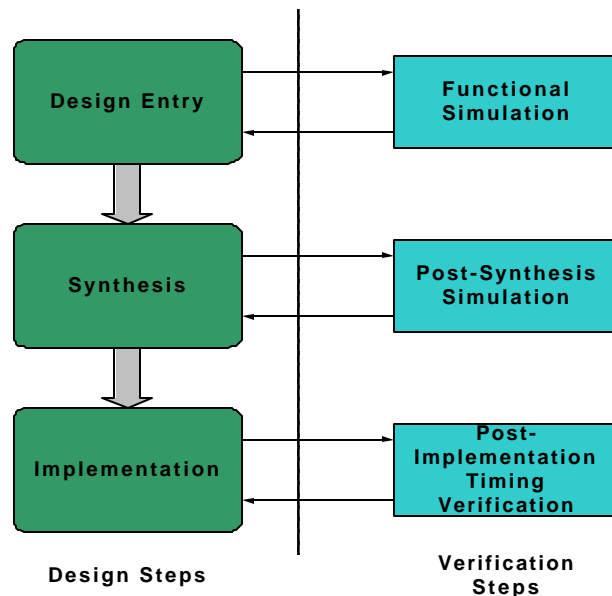 Design Entry
Functional
Simulation
Synthesis
Post-Synthesis
Simulation
Implementation
Post-
Implementation
Timing
Verification
Design Steps
Verification
Steps